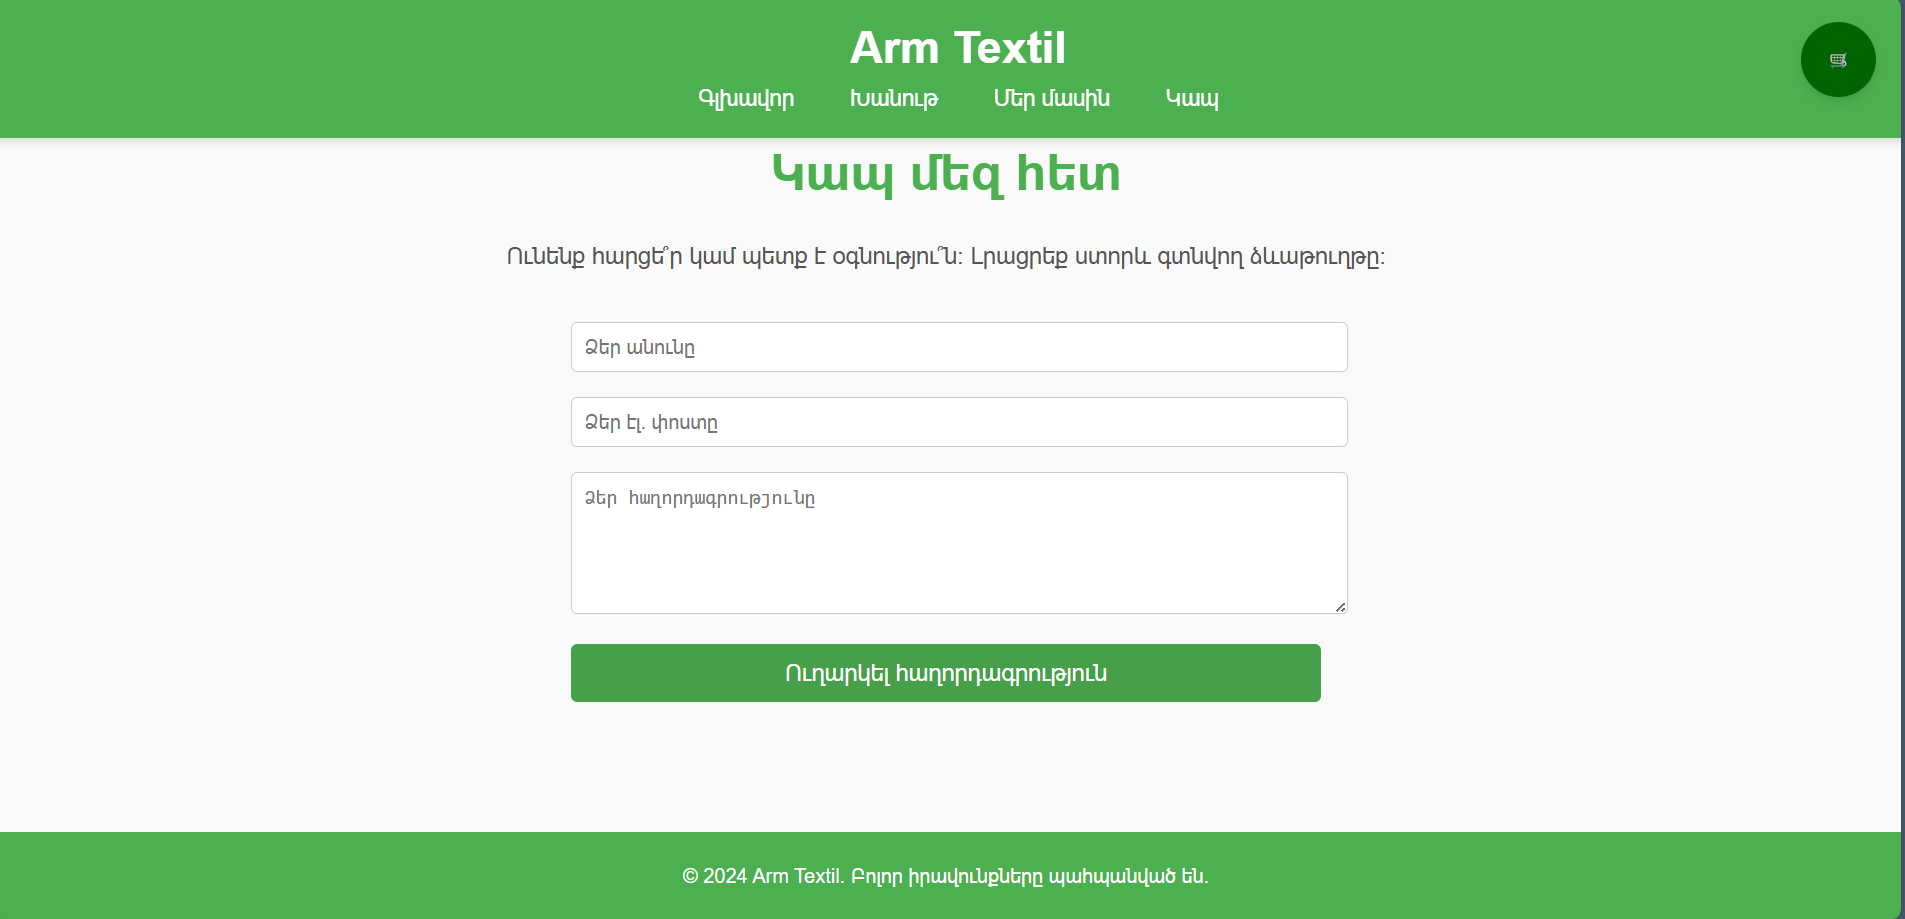 Arm Textil
Գլխավոր Խանութ Մեր մասին Կապ
Կապ մեզ հետ
Ունենք հարցե՞ր կամ պետք է օգնությու՞ն: Լրացրեք ստորև գտնվող ձևաթուղթը:
Ձեր անունը
Ձեր էլ. փոստը
Ձեր հաղորդագրությունը
Ուղարկել հաղորդագրություն
© 2024 Arm Textil. Բոլոր իրավունքները պահպանված են.